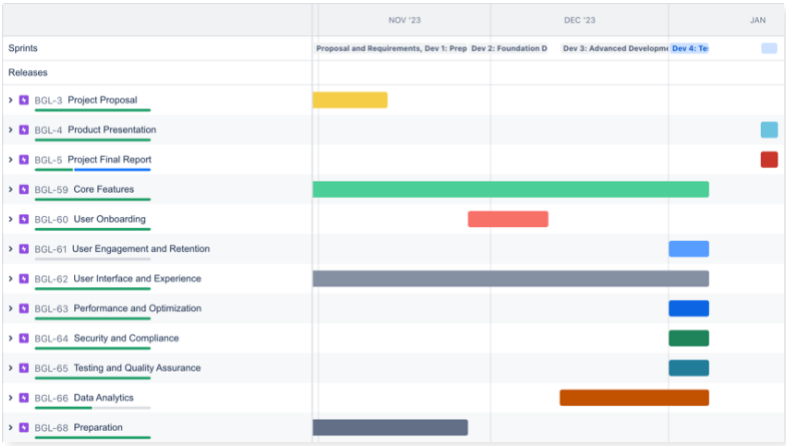 NOV '23 DEC '23 JAN
Sprints Proposal and Requirements, Dev 1: Prep Dev 2: Foundation D Dev 3: Advanced Developme Dev 4: Te
Releases
BGL-3 Project Proposal
BGL-4 Product Presentation
BGL-5 Project Final Report
BGL-59 Core Features
BGL-60 User Onboarding
BGL-61 User Engagement and Retention
BGL-62 User Interface and Experience
BGL-63 Performance and Optimization
BGL-64 Security and Compliance
BGL-65 Testing and Quality Assurance
BGL-66 Data Analytics
BGL-68 Preparation